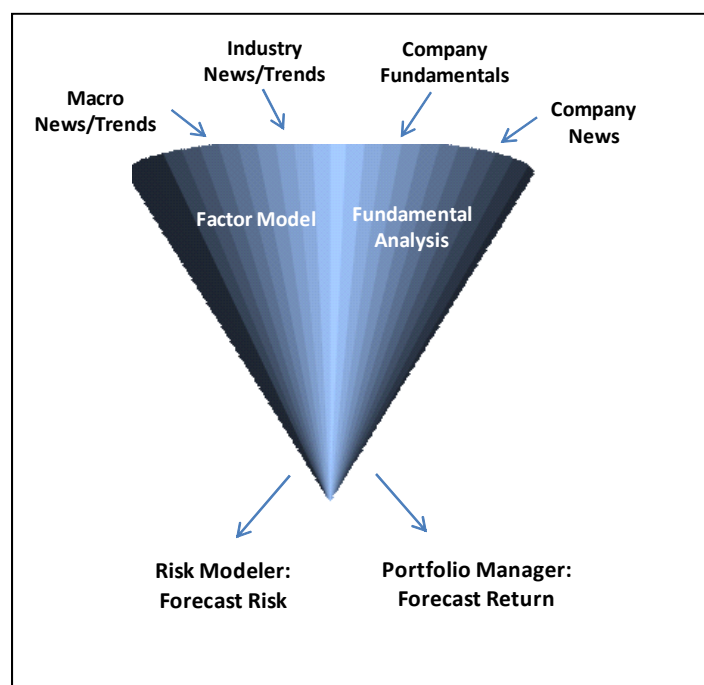 Macro
News/Trends
Industry
News/Trends
Company
Fundamentals
Company
News
Factor Model
Fundamental
Analysis
Risk Modeler:
Forecast Risk
Portfolio Manager:
Forecast Return